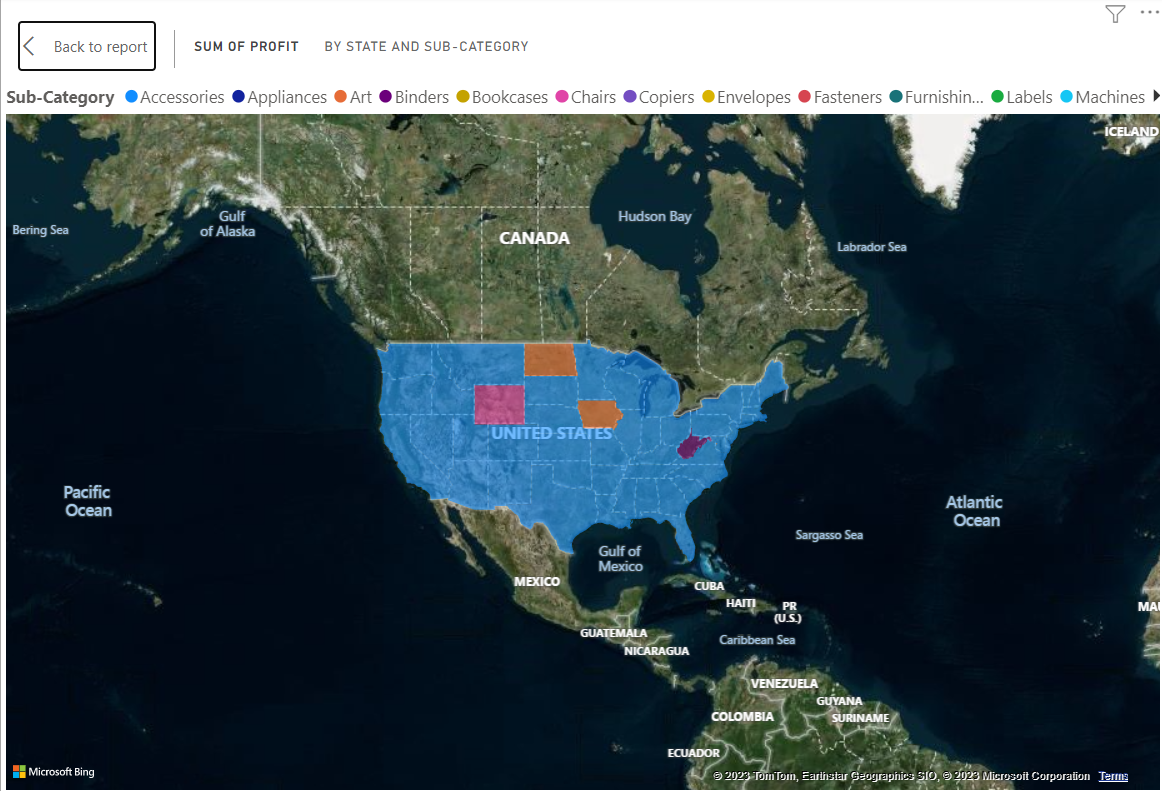 Back to report
SUM OF PROFIT
BY STATE AND SUB-CATEGORY
Sub-Category Accessories Appliances Art Binders Bookcases Chairs Copiers Envelopes Fasteners Furnishin... Labels Machines
ICELAND
Bering Sea
Gulf
of Alaska
Hudson Bay
CANADA
Labrador Sea
UNITED STATES
Pacific
Ocean
Atlantic
Ocean
Sargasso Sea
Gulf of
Mexico
MEXICO
CUBA
HAITI
PR
(U.S.)
MAU
GUATEMALA
Caribbean Sea
NICARAGUA
VENEZUELA
GUYANA
COLOMBIA
SURINAME
ECUADOR
Microsoft Bing
© 2023 TomTom, Earthstar Geographics SIO, © 2023 Microsoft Corporation Terms